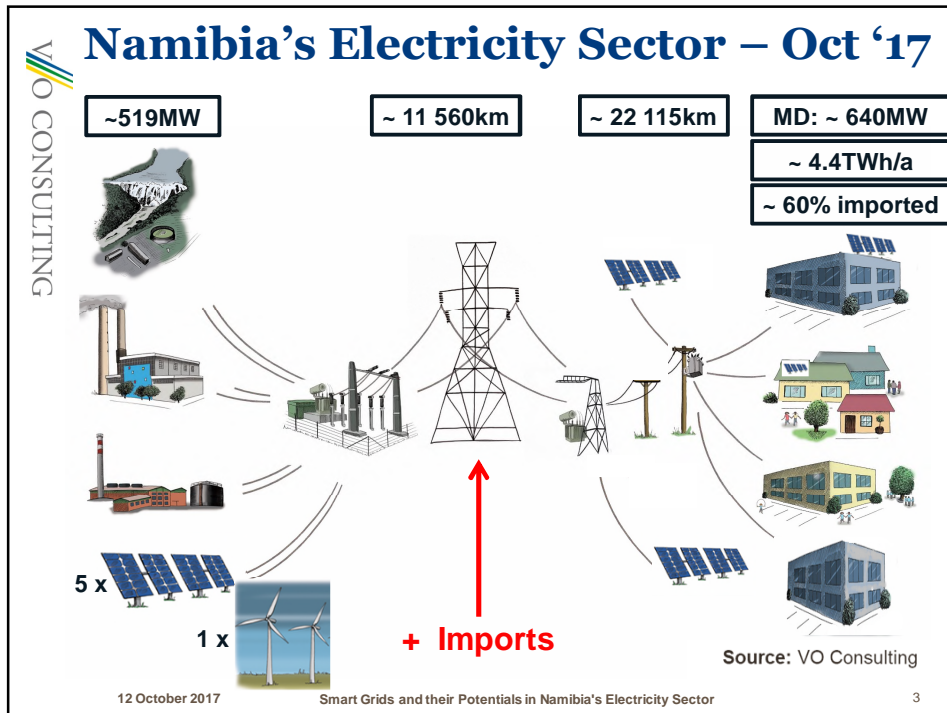 Namibia's Electricity Sector – Oct '17
VO CONSULTING
~519MW
~ 11 560km
~ 22 115km
MD: ~ 640MW
~ 4.4TWh/a
~ 60% imported
5 x
1 x
+ Imports
Source: VO Consulting
12 October 2017
Smart Grids and their Potentials in Namibia's Electricity Sector
3